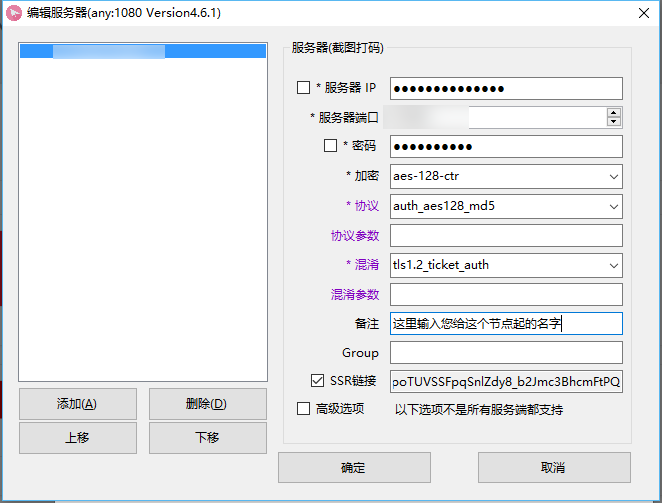 编辑服务器(any:1080 Version4.6.1)
服务器(截图打码)
* 服务器 IP ●●●●●●●●●●●●●●
* 服务器端口
* 密码 ●●●●●●●●●●
* 加密 aes-128-ctr
* 协议 auth_aes128_md5
协议参数
* 混淆 tls1.2_ticket_auth
混淆参数
备注 这里输入您给这个节点起的名字
Group
SSR链接 poTUVSSFpqSnlZdy8_b2Jmc3BhcmFtPQ
高级选项 以下选项不是所有服务端都支持
添加(A) 删除(D)
上移 下移
确定 取消